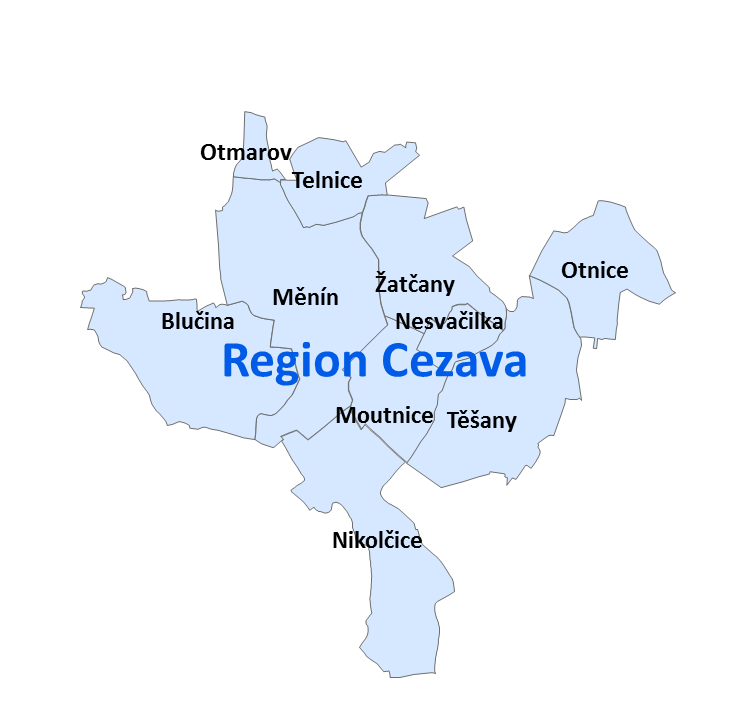 Otmarov
Telnice
Otnice
Žatčany
Měnín
Blučina
Nesvačilka
Region Cezava
Moutnice
Těšany
Nikolčice